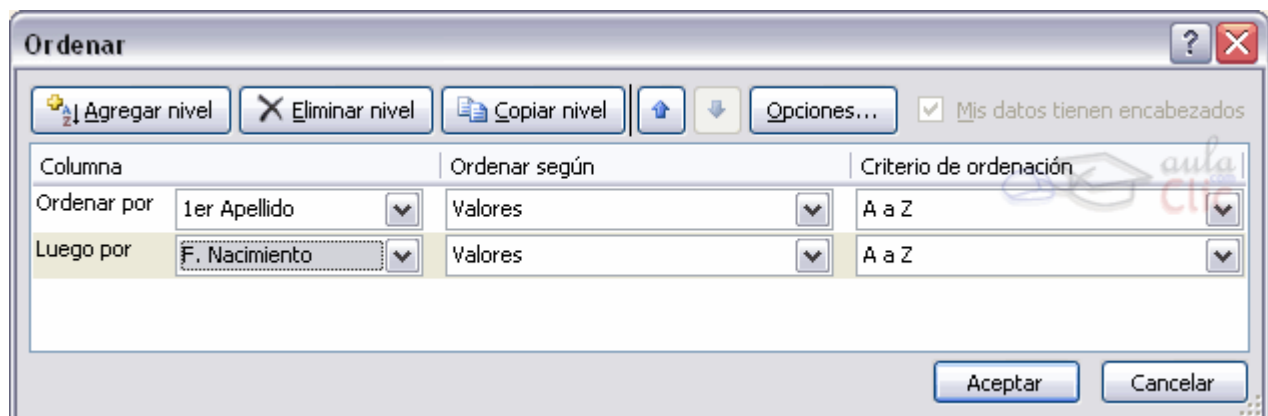 Ordenar
Agregar nivel Eliminar nivel Copiar nivel Opciones... Mis datos tienen encabezados
Columna Ordenar según Criterio de ordenación
Ordenar por 1er Apellido Valores A a Z
Luego por F. Nacimiento Valores A a Z
Aceptar Cancelar
aula
Clic
.com